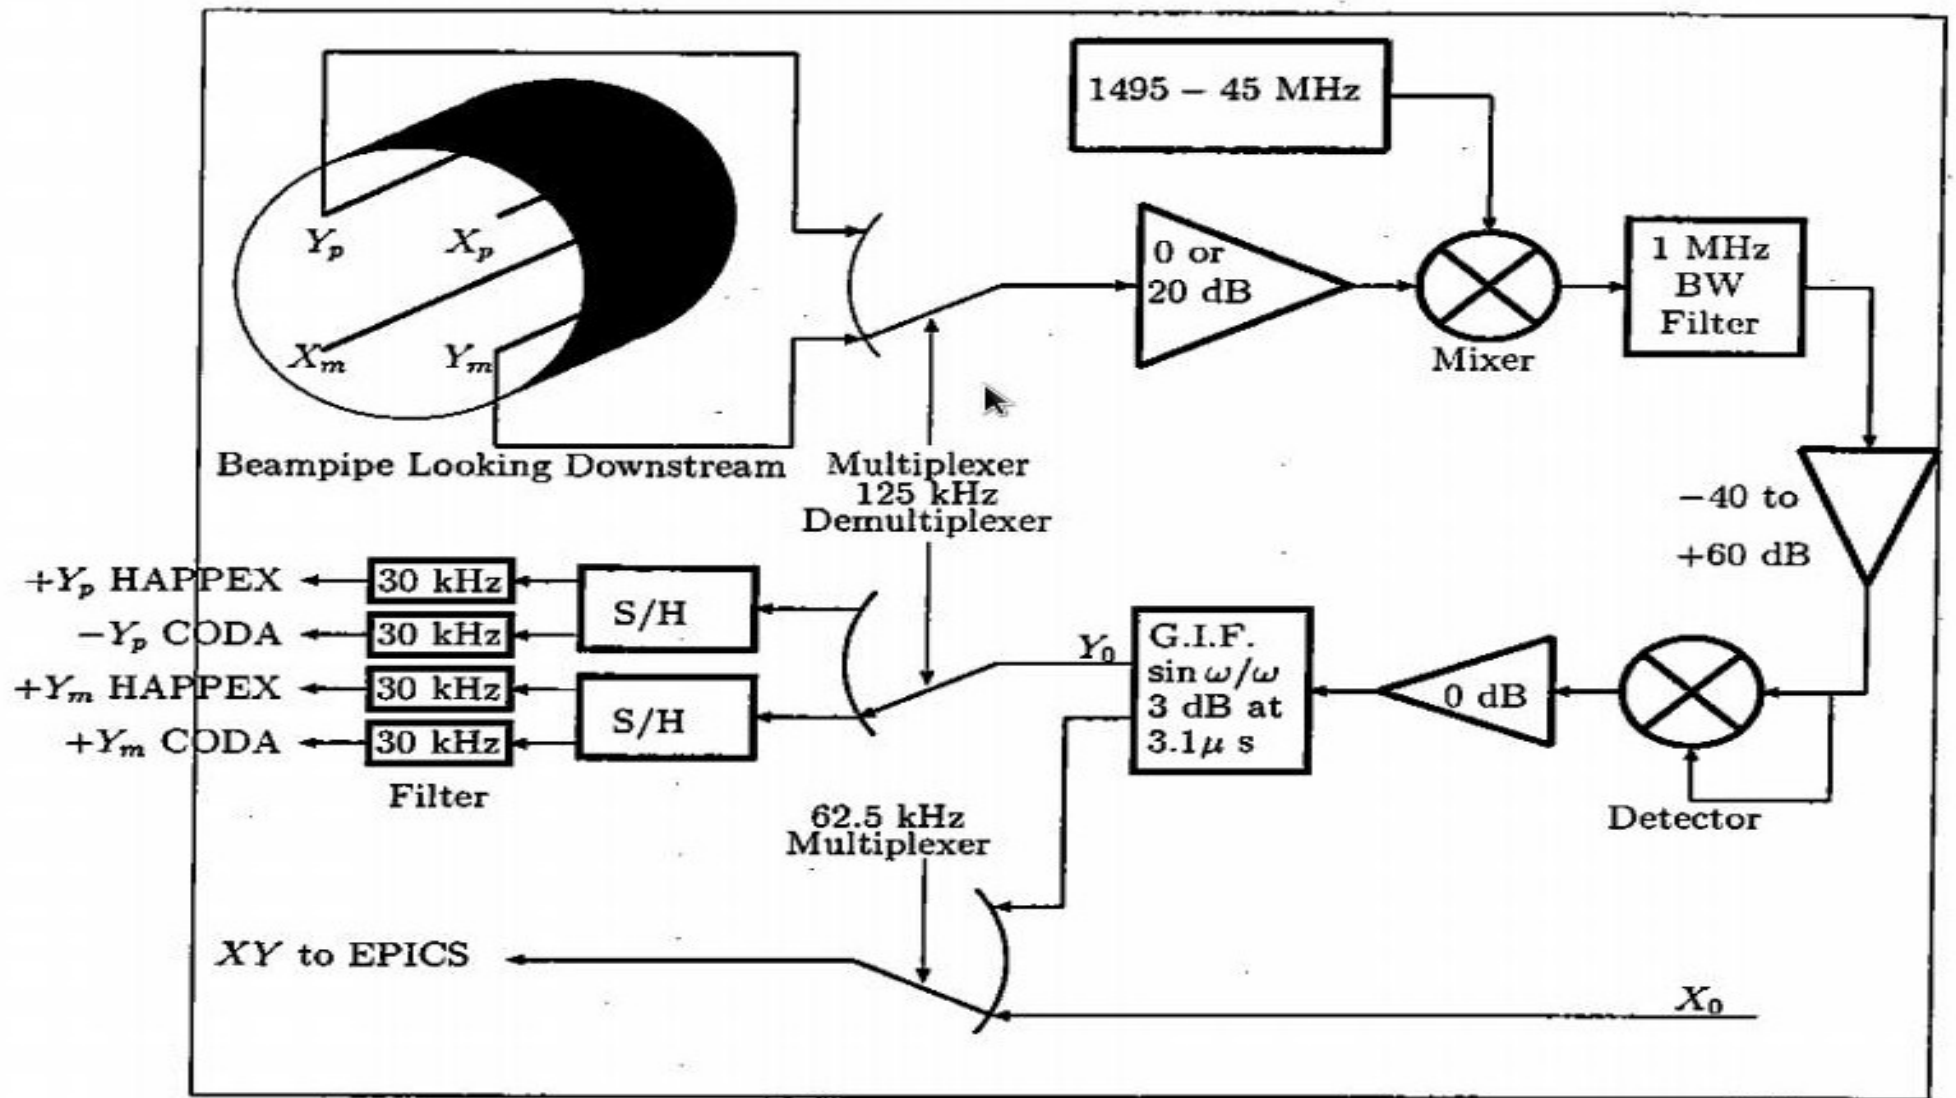 1495 – 45 MHz
Y_p
X_p
X_m
Y_m
Beampipe Looking Downstream
0 or
20 dB
Mixer
1 MHz
BW
Filter
Multiplexer
125 kHz
Demultiplexer
−40 to
+60 dB
+Y_p HAPPEX
30 kHz
S/H
−Y_p CODA
30 kHz
+Y_m HAPPEX
30 kHz
S/H
+Y_m CODA
30 kHz
Filter
Y_0
G.I.F.
sin ω/ω
3 dB at
3.1μ s
0 dB
Detector
62.5 kHz
Multiplexer
XY to EPICS
X_0